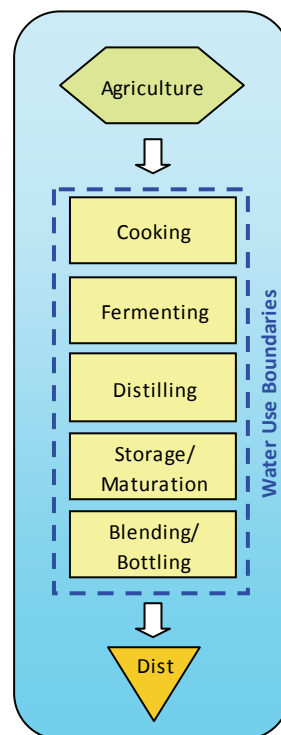 Agriculture
Cooking
Fermenting
Distilling
Storage/
Maturation
Blending/
Bottling
Water Use Boundaries
Dist